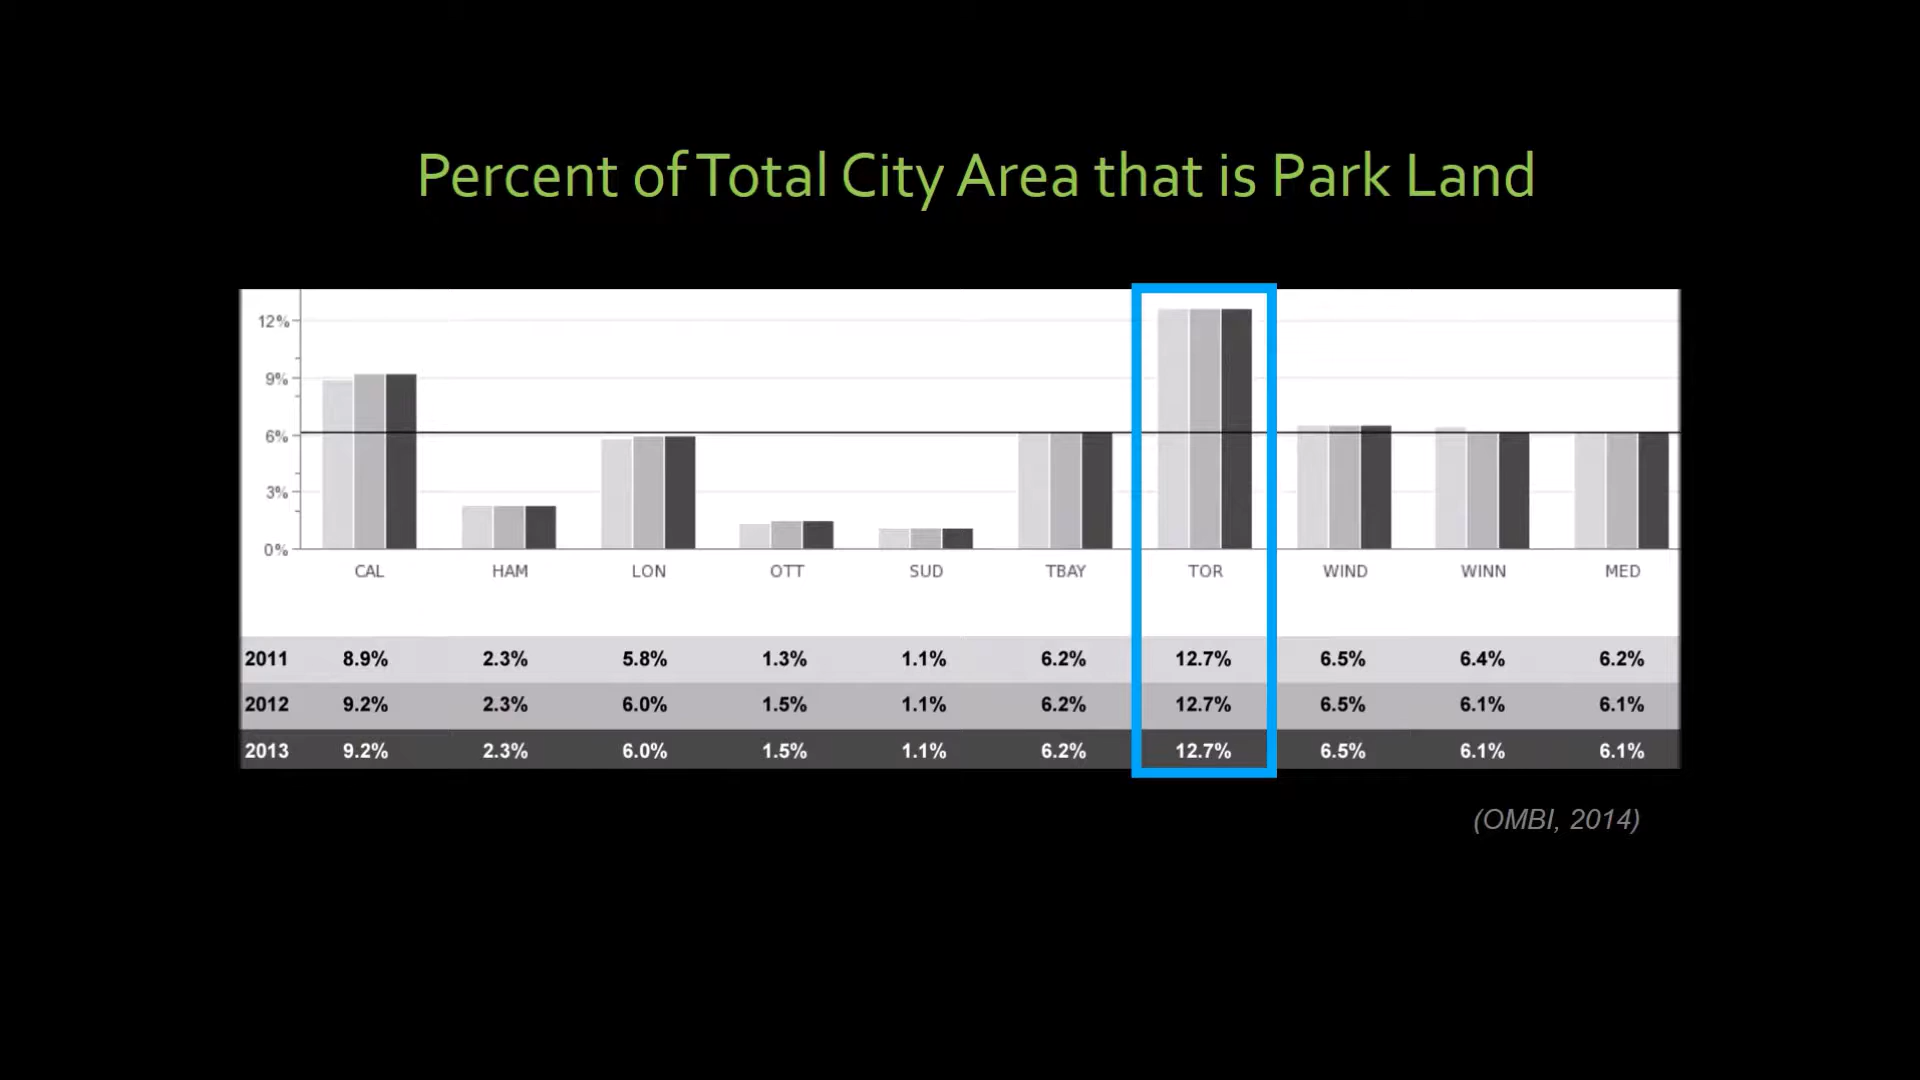 Percent of Total City Area that is Park Land
12%
9%
6%
3%
0%
CAL HAM LON OTT SUD TBAY TOR WIND WINN MED
2011 8.9% 2.3% 5.8% 1.3% 1.1% 6.2% 12.7% 6.5% 6.4% 6.2%
2012 9.2% 2.3% 6.0% 1.5% 1.1% 6.2% 12.7% 6.5% 6.1% 6.1%
2013 9.2% 2.3% 6.0% 1.5% 1.1% 6.2% 12.7% 6.5% 6.1% 6.1%
(OMBI, 2014)